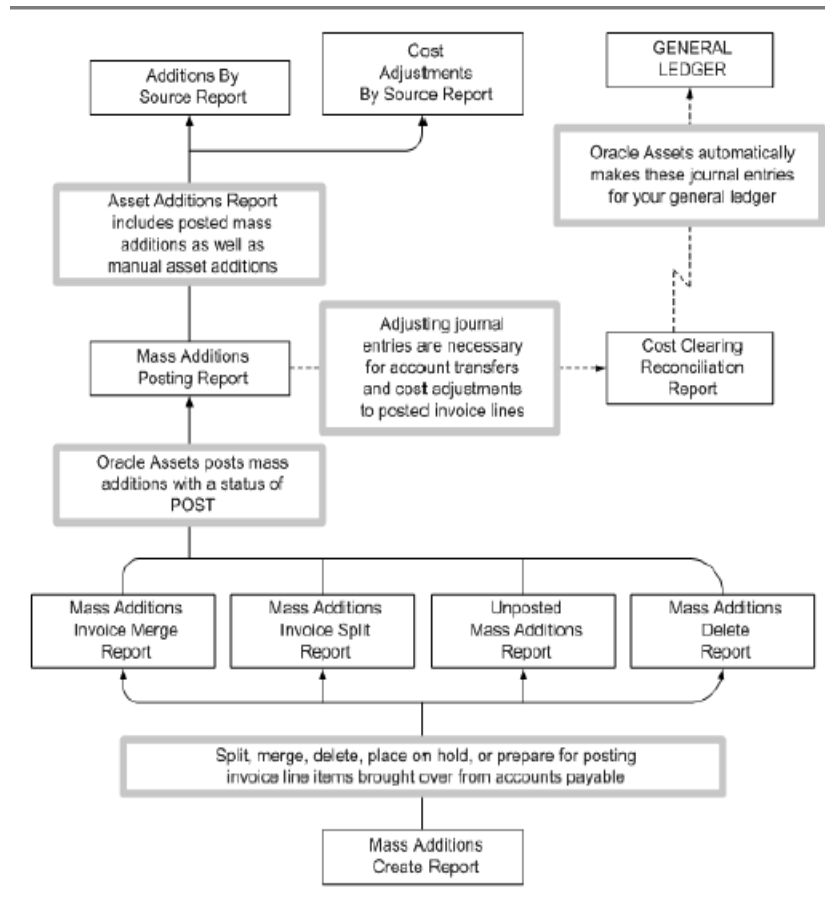 Additions By
Source Report
Cost
Adjustments
By Source Report
GENERAL
LEDGER
Oracle Assets automatically
makes these journal entries
for your general ledger
Asset Additions Report
includes posted mass
additions as well as
manual asset additions
Mass Additions
Posting Report
Adjusting journal
entries are necessary
for account transfers
and cost adjustments
to posted invoice lines
Cost Clearing
Reconciliation
Report
Oracle Assets posts mass
additions with a status of
POST
Mass Additions
Invoice Merge
Report
Mass Additions
Invoice Split
Report
Unposted
Mass Additions
Report
Mass Additions
Delete
Report
Split, merge, delete, place on hold, or prepare for posting
invoice line items brought over from accounts payable
Mass Additions
Create Report